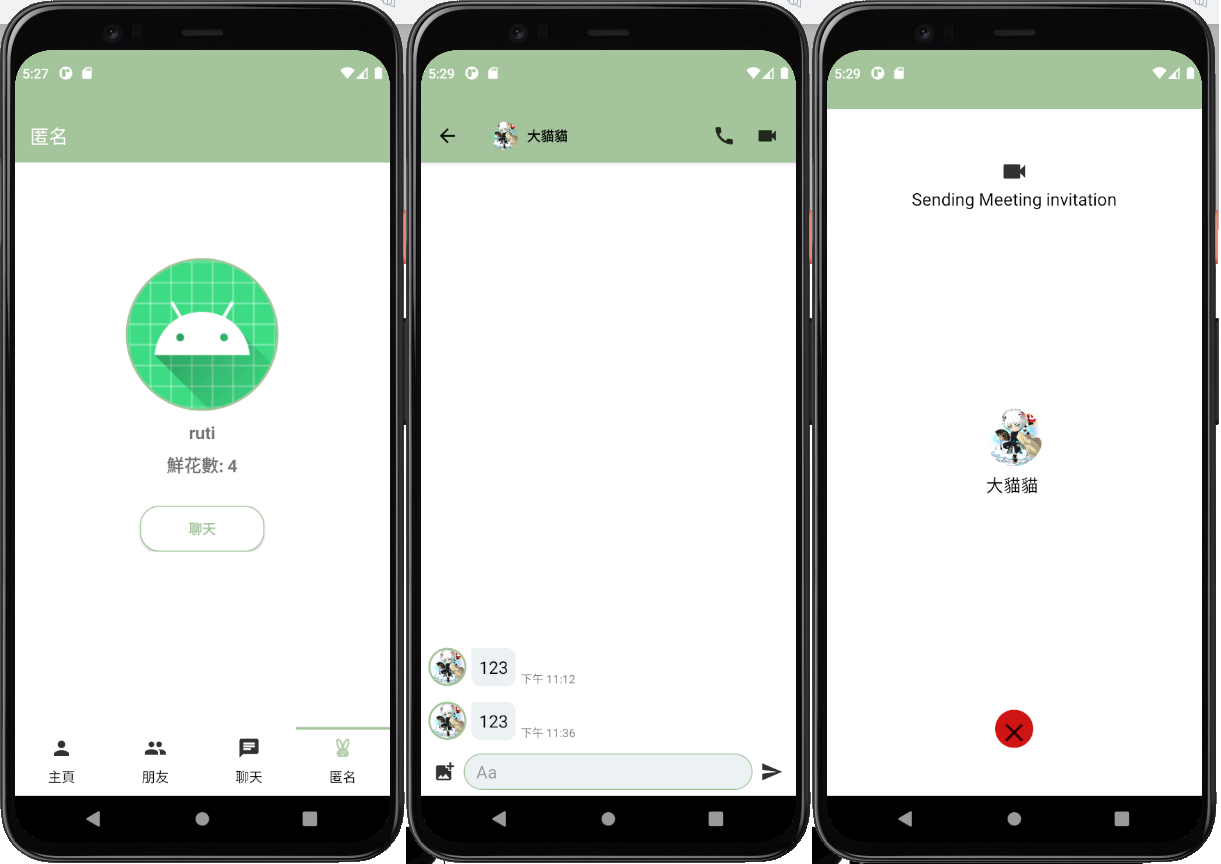 5:27
匿名
ruti
鮮花數: 4
聊天
主頁
朋友
聊天
匿名
5:29
大貓貓
123
下午 11:12
123
下午 11:36
Aa
5:29
Sending Meeting invitation
大貓貓